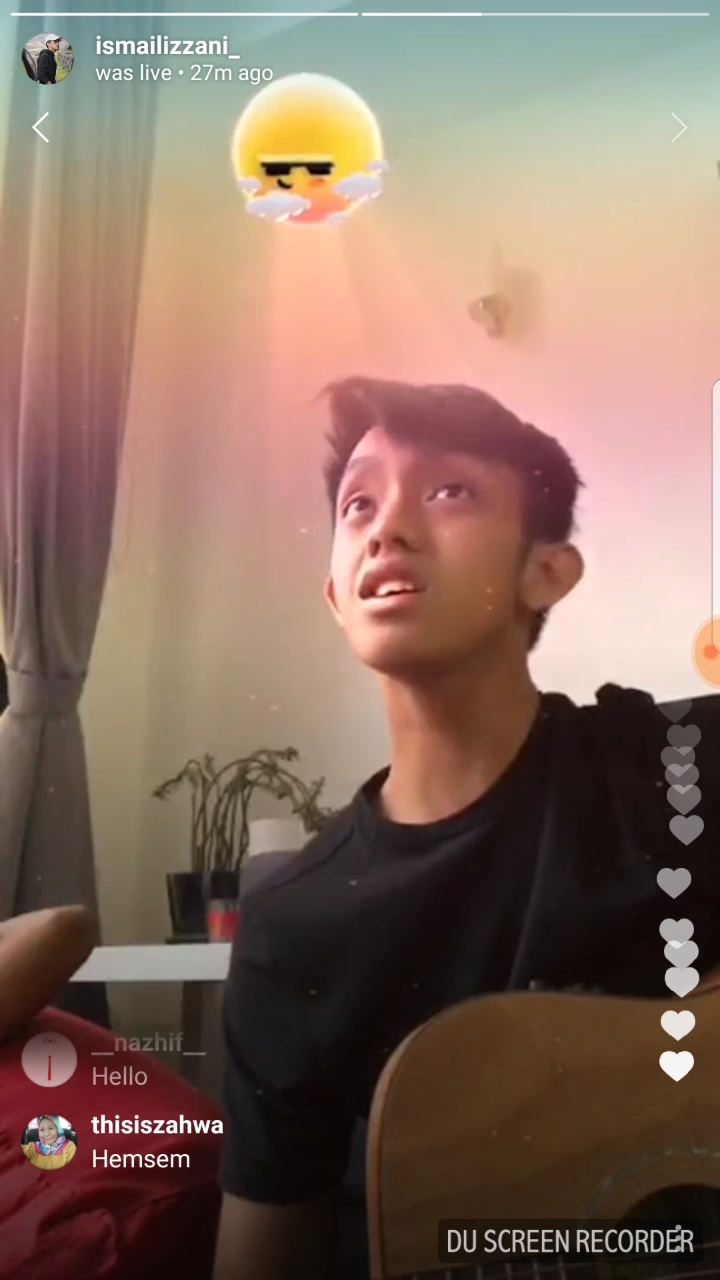 ismailizzani_
was live • 27m ago
__nazhif__
Hello
thisiszahwa
Hemsem
DU SCREEN RECORDER